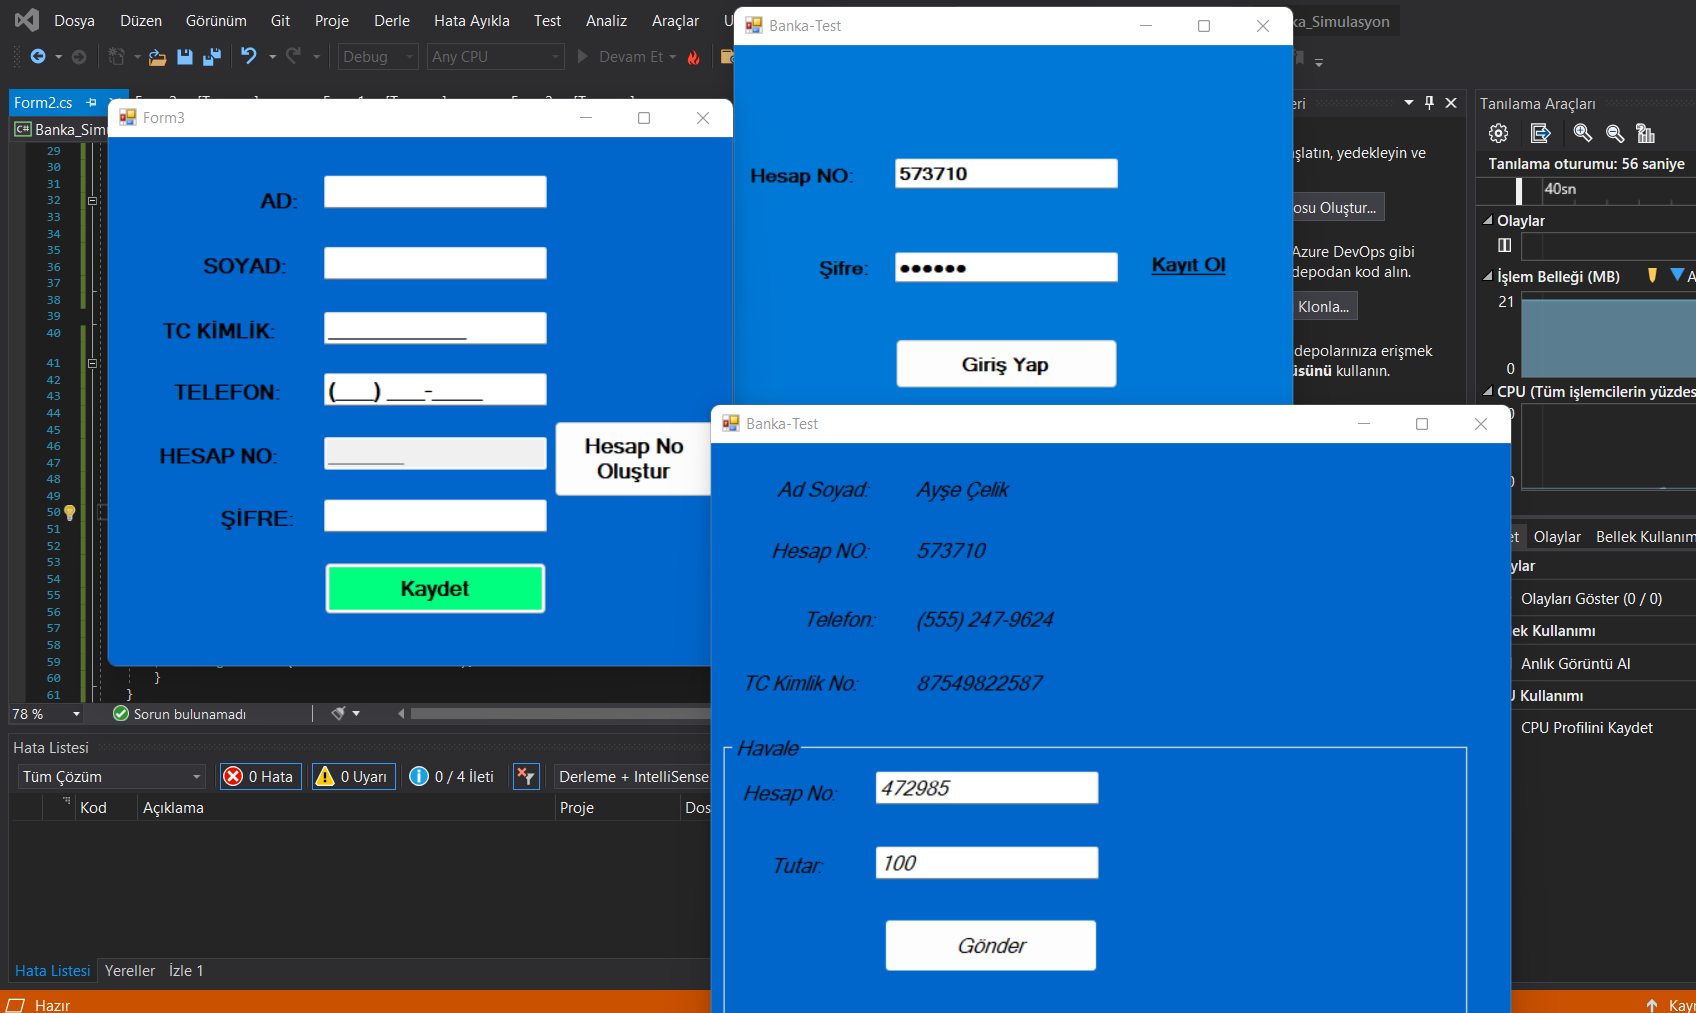 Dosya Düzen Görünüm Git Proje Derle Hata Ayıkla Test Analiz Araçlar
ka_Simulasyon
Debug Any CPU Devam Et
Form2.cs
Banka_Sim
29
30
31
32
33
34
35
36
37
38
39
40
41
42
43
44
45
46
47
48
49
50
51
52
53
54
55
56
57
58
59
60 }
61 }
78 % Sorun bulunamadı
Form3
AD:
SOYAD:
TC KİMLİK: ___________
TELEFON: (___) ___-____
HESAP NO: ______
Hesap No
Oluştur
ŞİFRE:
Kaydet
Banka-Test
Hesap NO: 573710
Şifre: ●●●●●●
Kayıt Ol
Giriş Yap
Banka-Test
Ad Soyad: Ayşe Çelik
Hesap NO: 573710
Telefon: (555) 247-9624
TC Kimlik No: 87549822587
Havale
Hesap No: 472985
Tutar: 100
Gönder
eri
şlatın, yedekleyin ve
osu Oluştur...
Azure DevOps gibi
depodan kod alın.
Klonla...
depolarınıza erişmek
üsünü kullanın.
Tanılama Araçları
Tanılama oturumu: 56 saniye
40sn
Olaylar
İşlem Belleği (MB) A
21
0
CPU (Tüm işlemcilerin yüzdes
0
0
et Olaylar Bellek Kullanım
ylar
Olayları Göster (0 / 0)
ek Kullanımı
Anlık Görüntü Al
U Kullanımı
CPU Profilini Kaydet
Hata Listesi
Tüm Çözüm 0 Hata 0 Uyarı 0 / 4 İleti Derleme + IntelliSense
Kod Açıklama Proje Dos
Hata Listesi Yereller İzle 1
Hazır
Kayn